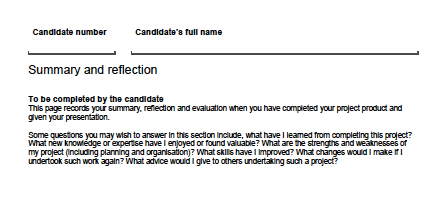 Candidate number Candidate's full name
Summary and reflection
To be completed by the candidate
This page records your summary, reflection and evaluation when you have completed your project product and
given your presentation.
Some questions you may wish to answer in this section include, what have I learned from completing this project?
What new knowledge or expertise have I enjoyed or found valuable? What are the strengths and weaknesses of
my project (including planning and organisation)? What skills have I improved? What changes would I make if I
undertook such work again? What advice would I give to others undertaking such a project?